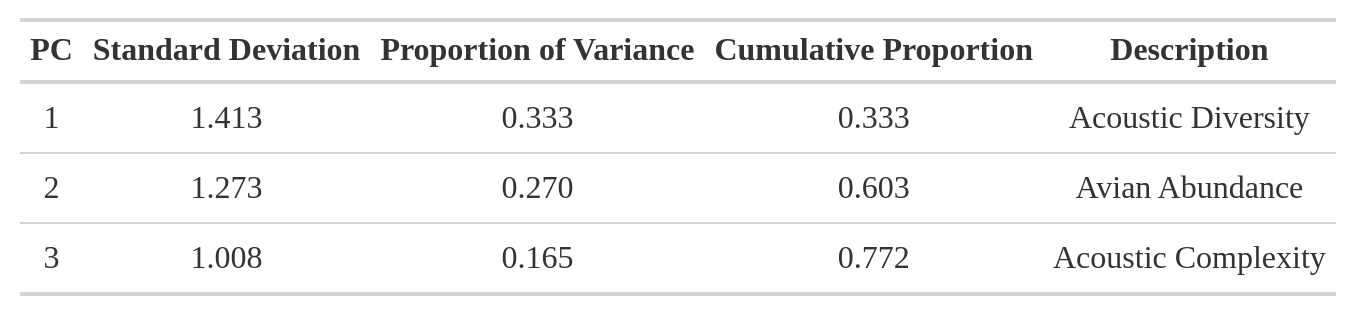 PC Standard Deviation Proportion of Variance Cumulative Proportion Description
1 1.413 0.333 0.333 Acoustic Diversity
2 1.273 0.270 0.603 Avian Abundance
3 1.008 0.165 0.772 Acoustic Complexity